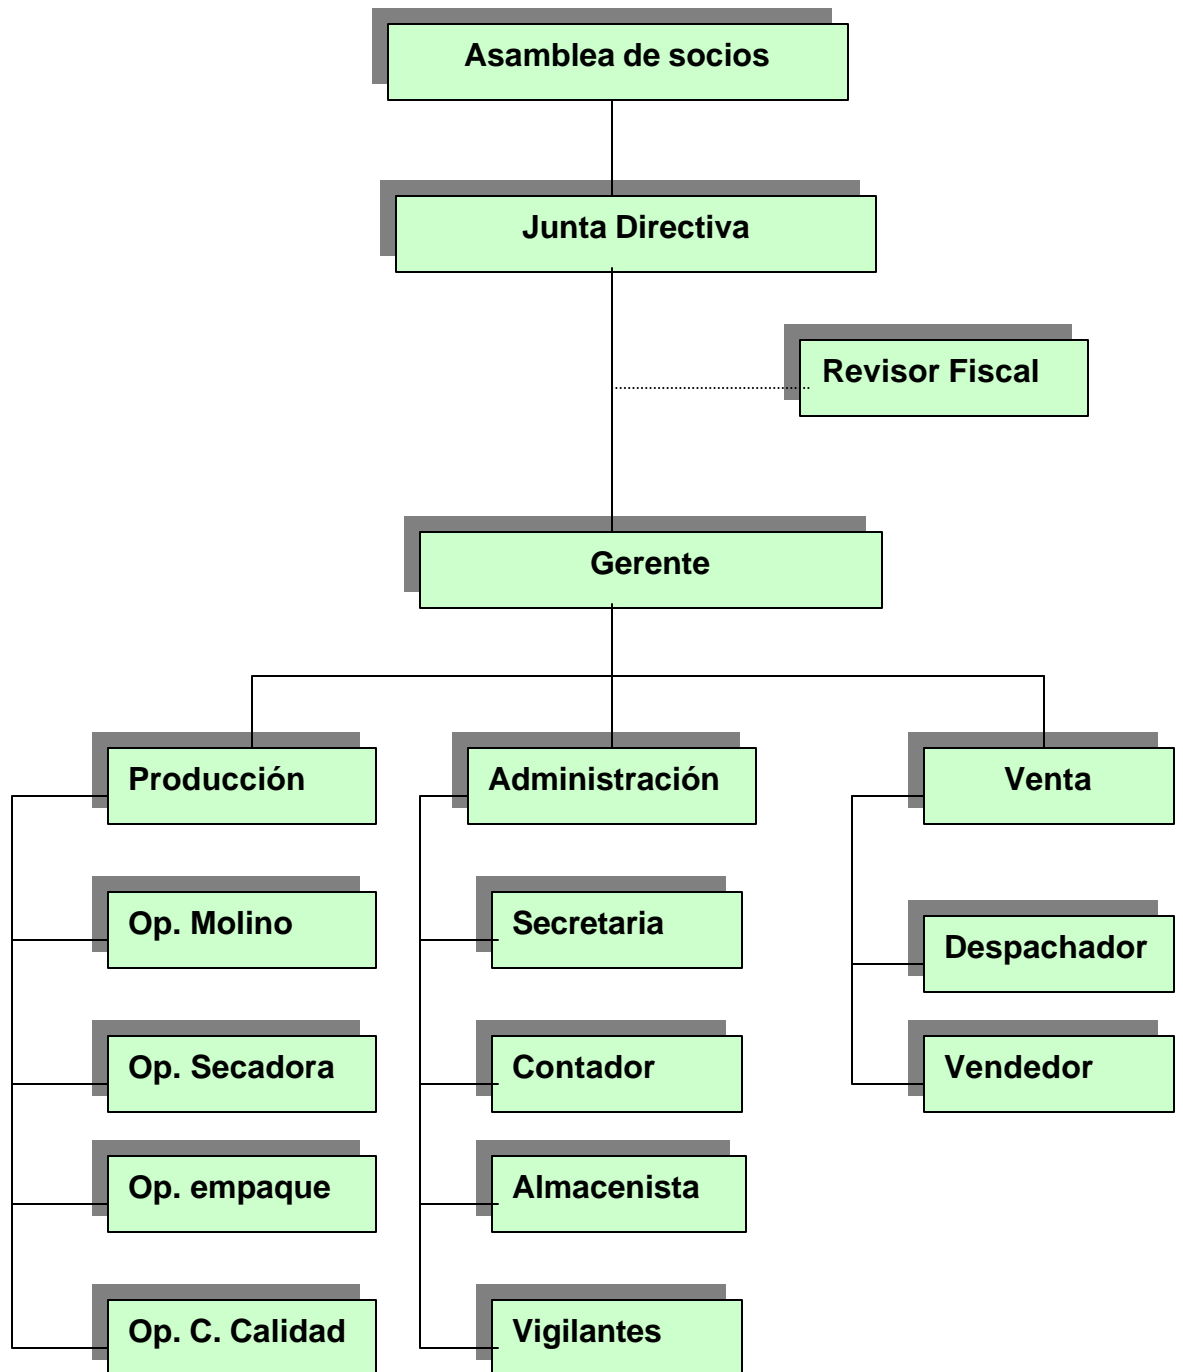 Asamblea de socios
Junta Directiva
Revisor Fiscal
Gerente
Producción
Administración
Venta
Op. Molino
Secretaria
Despachador
Op. Secadora
Contador
Vendedor
Op. empaque
Almacenista
Op. C. Calidad
Vigilantes